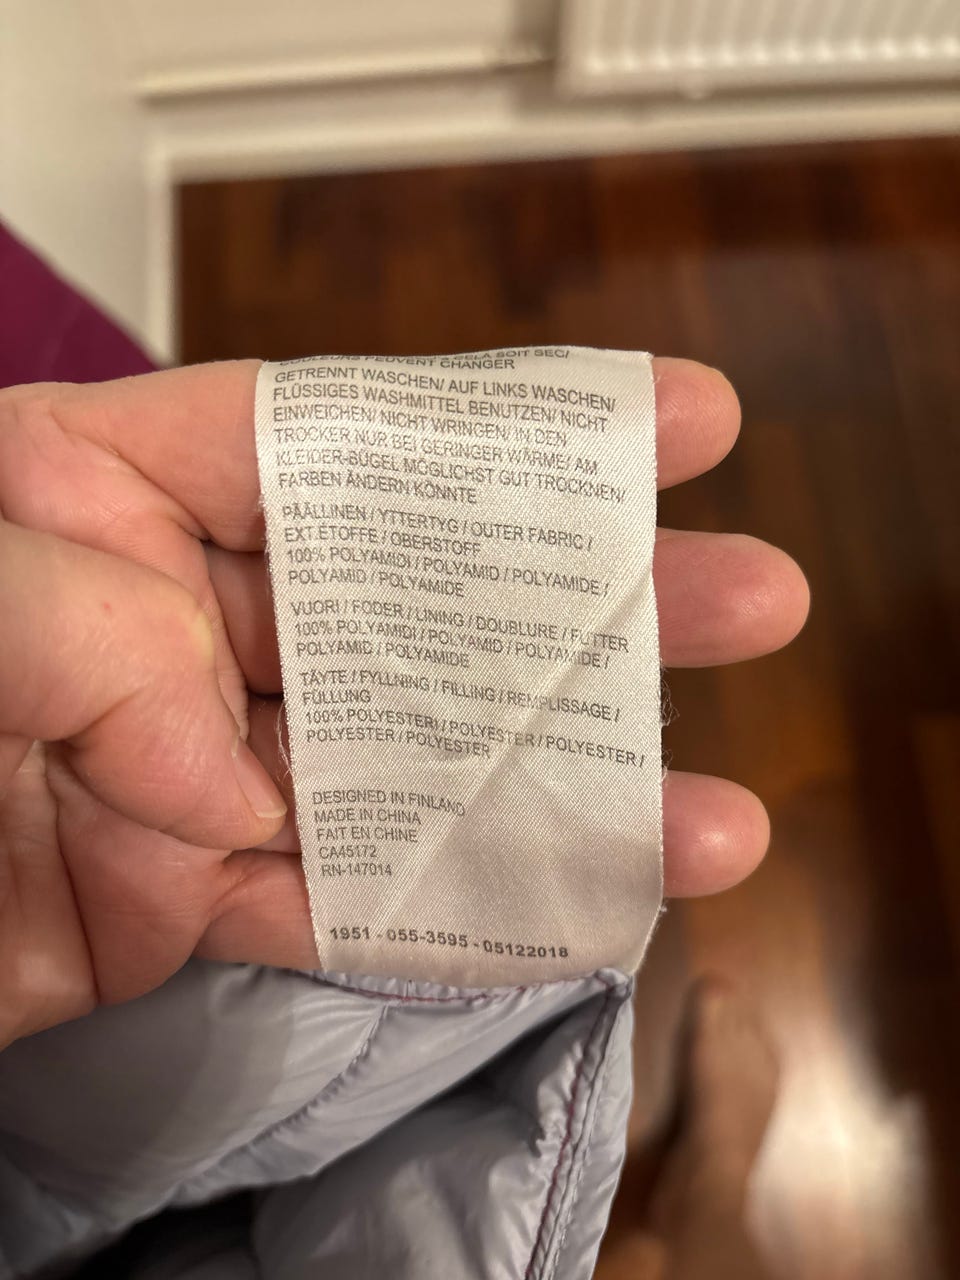 COULEURS PEUVENT CHANGER
GETRENNT WASCHEN/ AUF LINKS WASCHEN/
FLÜSSIGES WASHMITTEL BENUTZEN/ NICHT
EINWEICHEN/ NICHT WRINGEN/ IN DEN
TROCKER NUR BEI GERINGER WÄRME/ AM
KLEIDER-BÜGEL MÖGLICHST GUT TROCKNEN/
FARBEN ÄNDERN KÖNNTE
PÄÄLLINEN / YTTERTYG / OUTER FABRIC /
EXT.ETOFFE / OBERSTOFF
100% POLYAMIDI / POLYAMID / POLYAMIDE /
POLYAMID / POLYAMIDE
VUORI / FODER / LINING / DOUBLURE / FUTTER
100% POLYAMIDI / POLYAMID / POLYAMIDE /
POLYAMID / POLYAMIDE
TÄYTE / FYLLNING / FILLING / REMPLISSAGE /
FÜLLUNG
100% POLYESTERI / POLYESTER / POLYESTER /
POLYESTER / POLYESTER
DESIGNED IN FINLAND
MADE IN CHINA
FAIT EN CHINE
CA45172
RN-147014
1951 - 055-3595 - 05122018